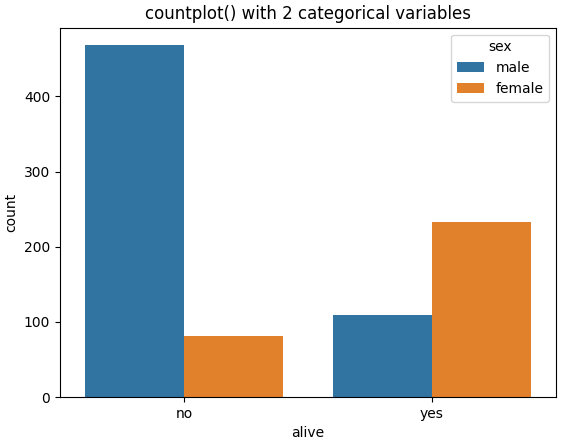 countplot() with 2 categorical variables
sex
male
female
400
300
200
100
0
count
no
yes
alive